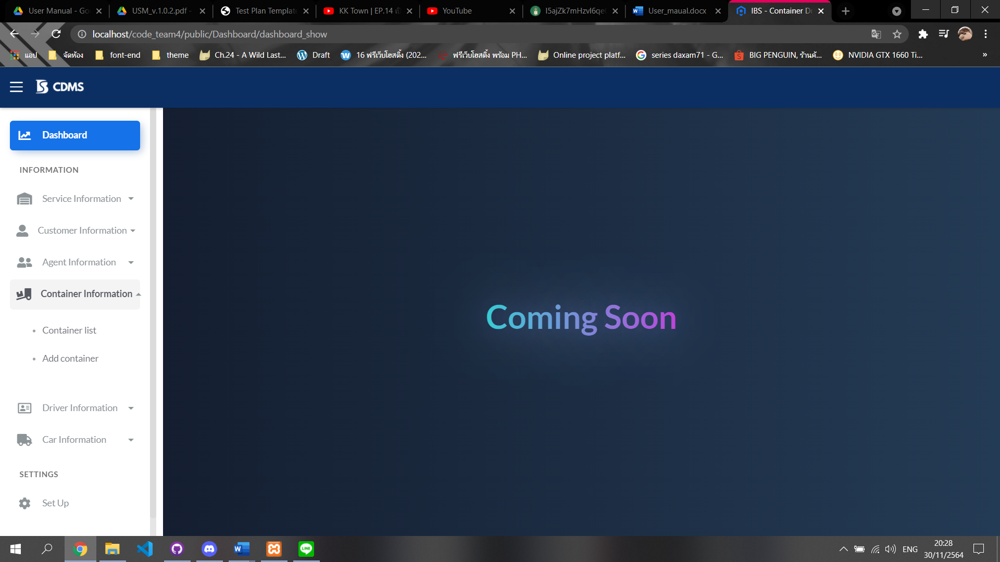 User Manual - Go
USM_v.1.0.2.pdf -
Test Plan Template
KK Town | EP.14
YouTube
I5ajZk7mHzvI6qe
User_maual.docx
IBS - Container D
localhost/code_team4/public/Dashboard/dashboard_show
แอป
จัดห้อง
font-end
theme
Ch.24 - A Wild Last...
Draft
16 ฟรีเว็บโฮสติ้ง (202...
ฟรีเว็บโฮสติ้ง พร้อม PH...
Online project platf...
series daxam71 - G...
BIG PENGUIN, ร้านค้...
NVIDIA GTX 1660 Ti...
»
CDMS
Dashboard
INFORMATION
Service Information
Customer Information
Agent Information
Container Information
Container list
Add container
Driver Information
Car Information
SETTINGS
Set Up
Coming Soon
ENG
20:28
30/11/2564